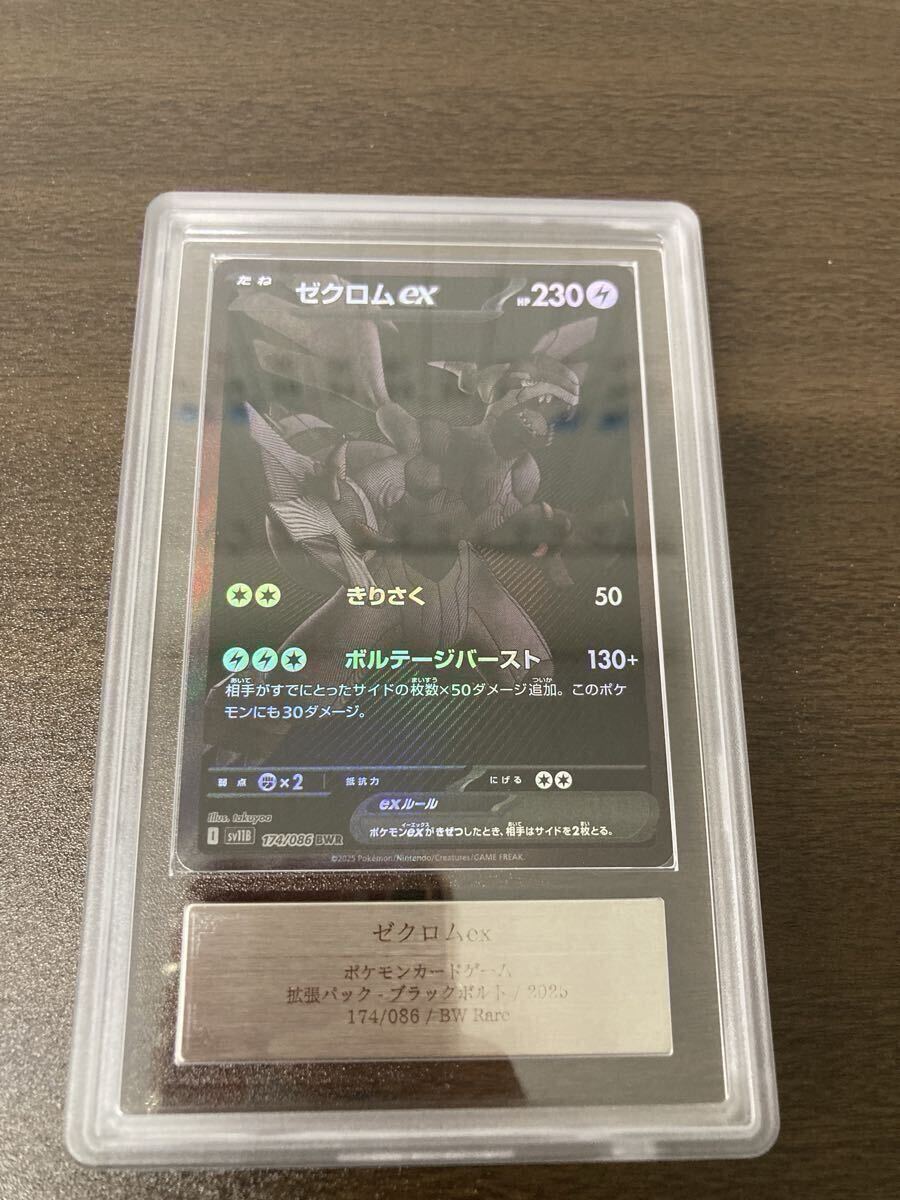 たね ゼクロムex HP230
きりさく 50
ボルテージバースト 130+
相手がすでにとったサイドの枚数×50ダメージ追加。このポケ
モンにも30ダメージ。
弱点 ×2 抵抗力 にげる
exルール
ポケモンexがきぜつしたとき、相手はサイドを2枚とる。
Illus. takuyoa
I sv11B 174/086 BWR
©2025 Pokémon/Nintendo/Creatures/GAME FREAK.
ゼクロムex
ポケモンカードゲーム
拡張パック - ブラックボルト / 2025
174/086 / BW Rare